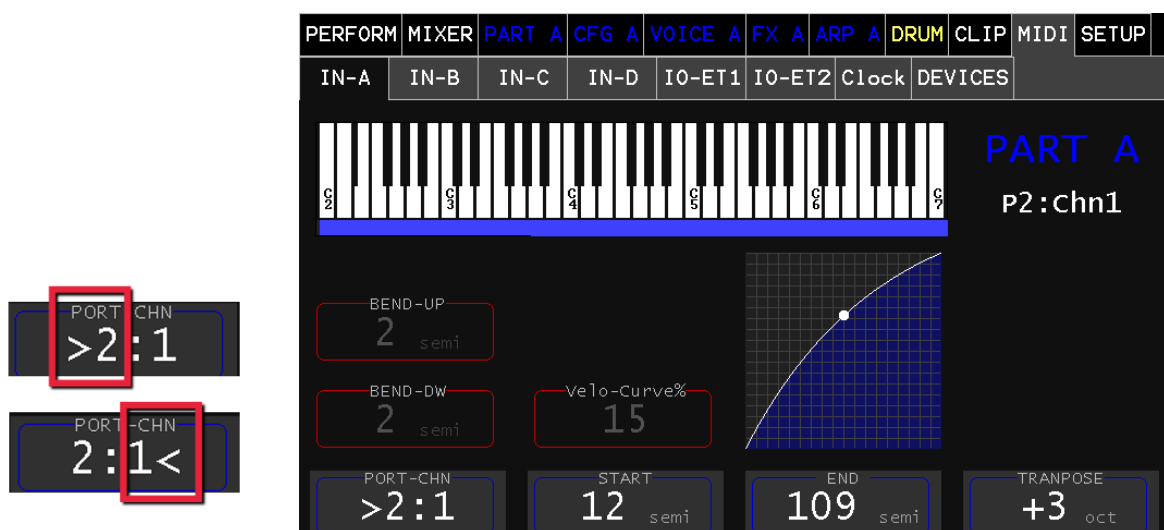 PERFORM MIXER PART A CFG A VOICE A FX A ARP A DRUM CLIP MIDI SETUP
IN-A IN-B IN-C IN-D IO-ET1 IO-ET2 Clock DEVICES
C2 C3 C4 C5 C6 C7
PART A
P2:Chn1
BEND-UP
2 semi
BEND-DW
2 semi
Velo-Curve%
15
PORT-CHN
>2:1
START
12 semi
END
109 semi
TRANPOSE
+3 oct
PORT-CHN
>2:1
PORT-CHN
2:1<